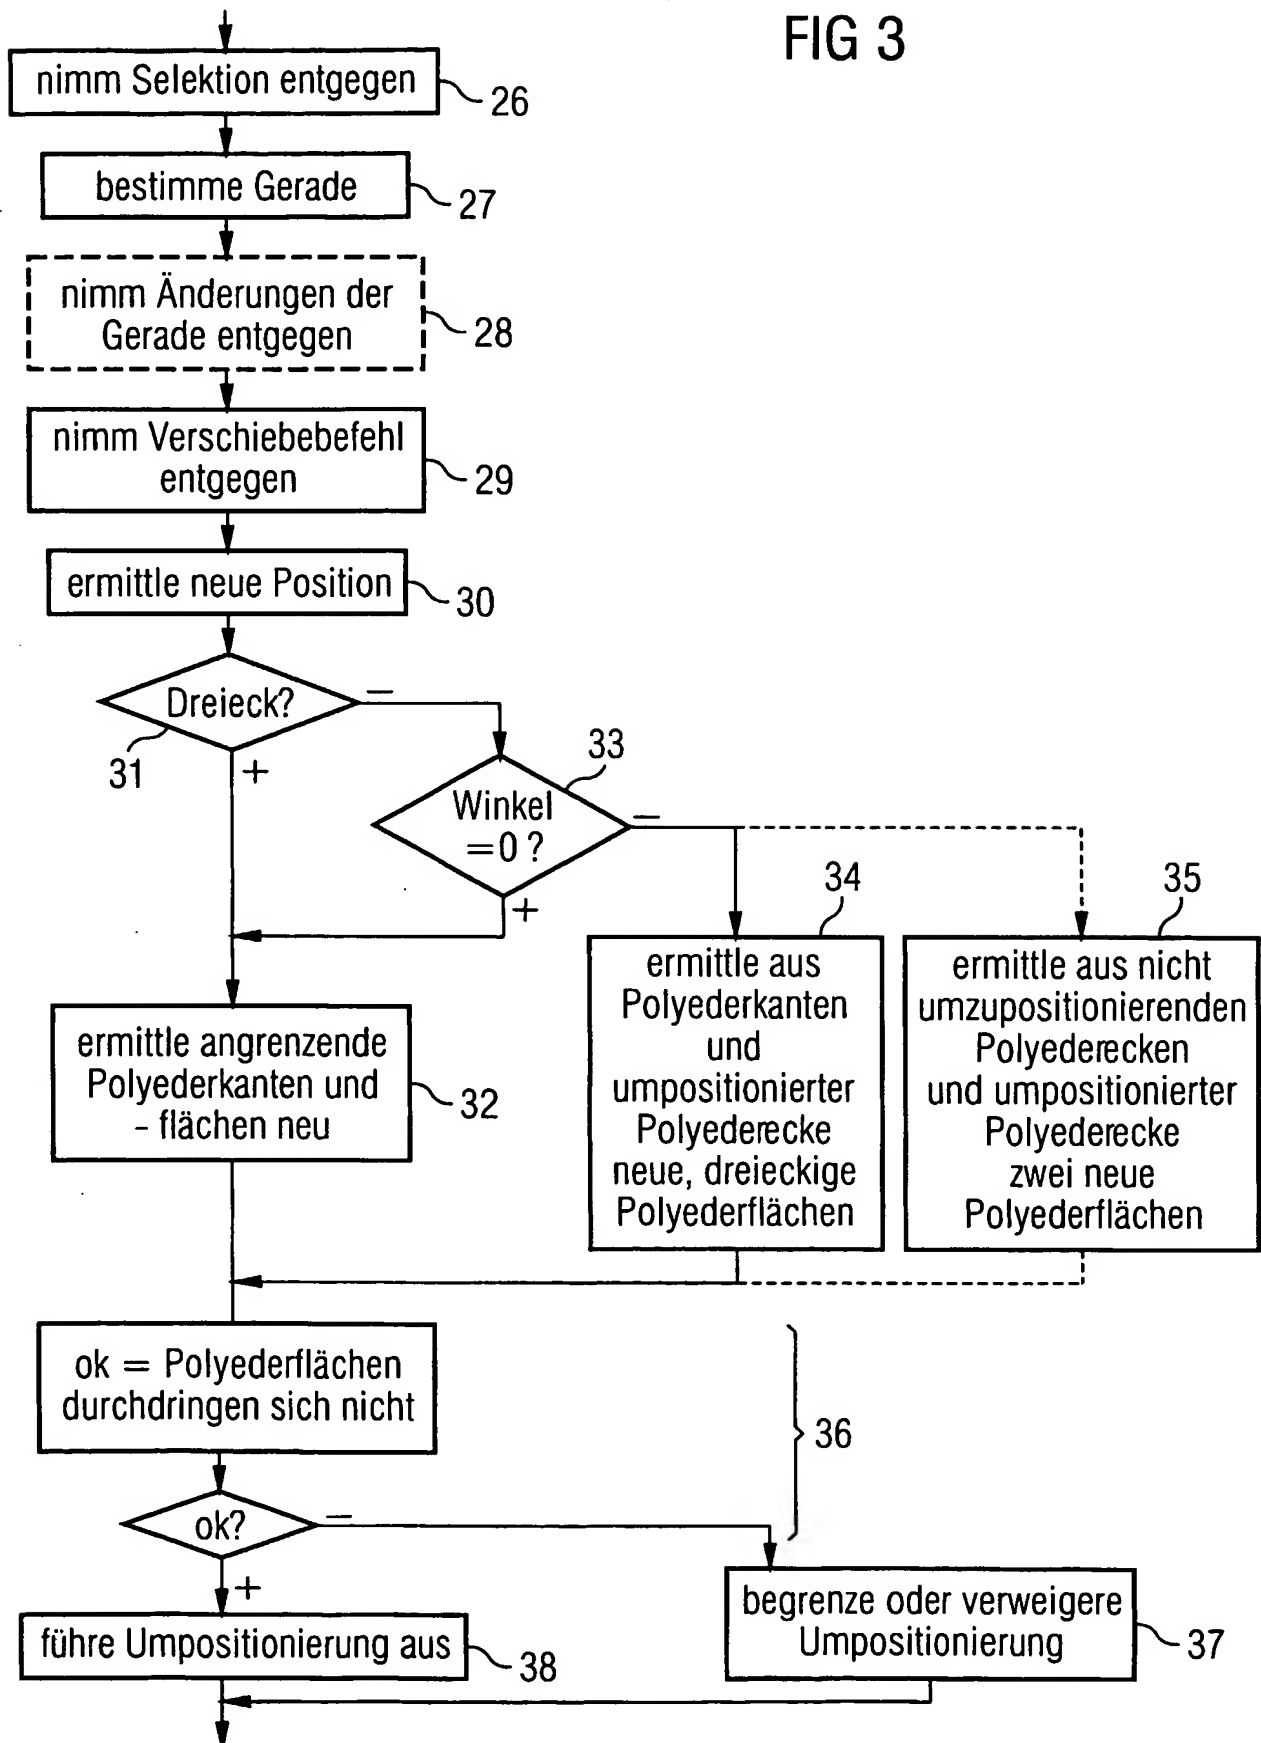 FIG 3
nimm Selektion entgegen
26
bestimme Gerade
27
nimm Änderungen der
Gerade entgegen
28
nimm Verschiebebefehl
entgegen
29
ermittle neue Position
30
Dreieck?
–
31
+
33
Winkel
=0 ?
–
+
34
ermittle aus
Polyederkanten
und
umpositionierter
Polyederecke
neue, dreieckige
Polyederflächen
35
ermittle aus nicht
umzupositionierenden
Polyederecken
und umpositionierter
Polyederecke
zwei neue
Polyederflächen
ermittle angrenzende
Polyederkanten und
- flächen neu
32
ok = Polyederflächen
durchdringen sich nicht
36
ok?
–
+
begrenze oder verweigere
Umpositionierung
37
führe Umpositionierung aus
38